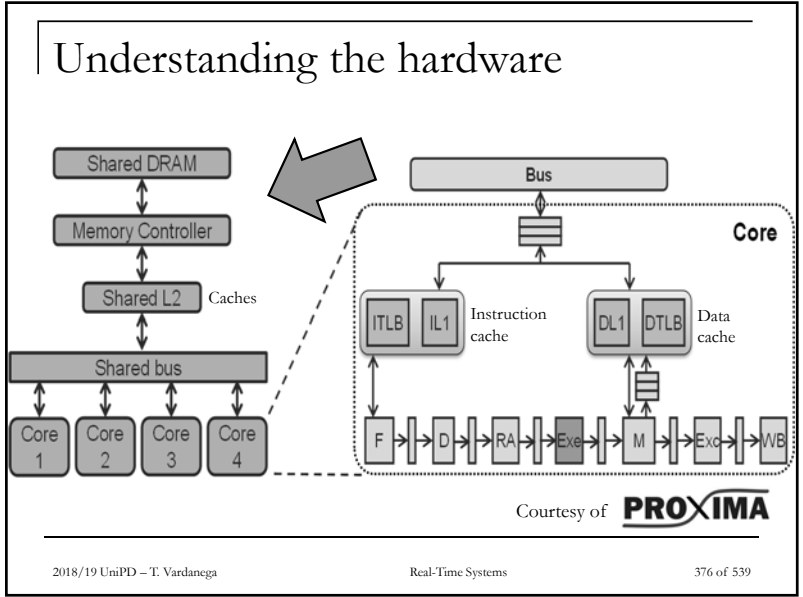 Understanding the hardware
Shared DRAM
Memory Controller
Shared L2
Caches
Shared bus
Core
1
Core
2
Core
3
Core
4
Bus
Core
ITLB
IL1
Instruction
cache
DL1
DTLB
Data
cache
F
D
RA
Exe
M
Exc
WB
Courtesy of PROXIMA
2018/19 UniPD – T. Vardanega
Real-Time Systems
376 of 539